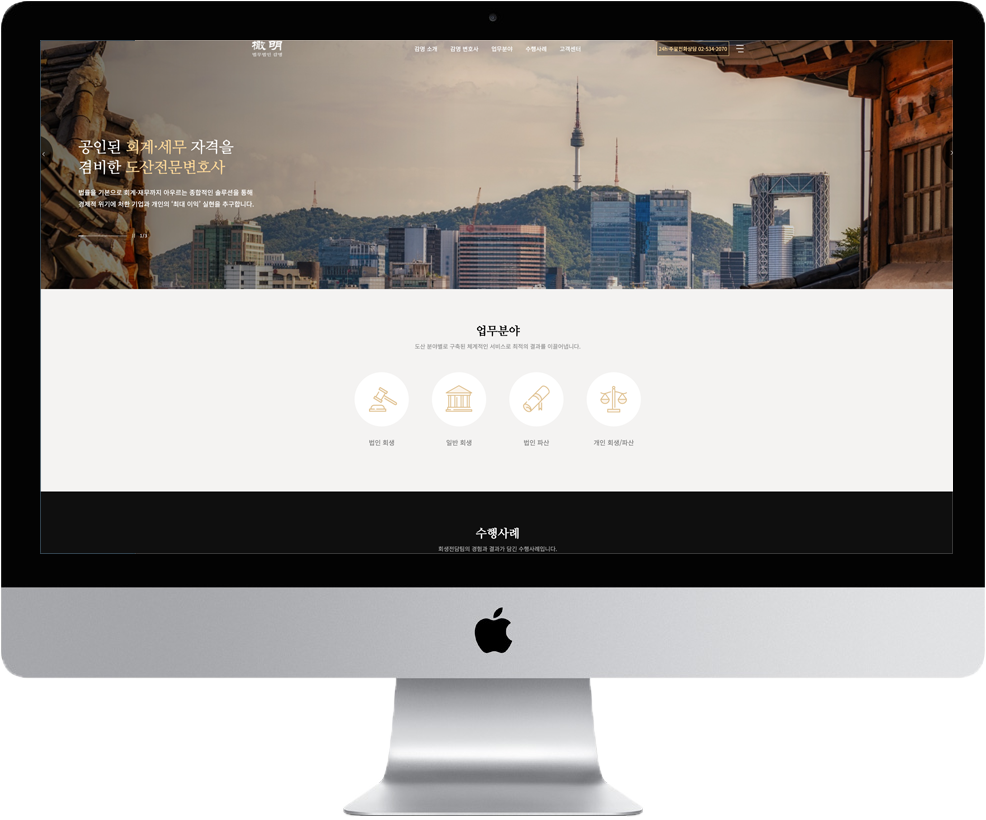 明
법무법인 감명
감명 소개 감명 변호사 업무분야 수행사례 고객센터
24h 주말전화상담 02-534-2070
공인된 회계·세무 자격을
겸비한 도산전문변호사
법률을 기본으로 회계·재무까지 아우르는 종합적인 솔루션을 통해
경제적 위기에 처한 기업과 개인의 '최대 이익' 실현을 추구합니다.
1/3
업무분야
도산 분야별로 구축된 체계적인 서비스로 최적의 결과를 이끌어냅니다.
법인 회생 일반 회생 법인 파산 개인 회생/파산
수행사례
회생전담팀의 경험과 결과가 담긴 수행사례입니다.